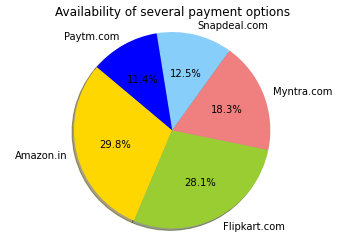 Availability of several payment options
Snapdeal.com
Paytm.com
12.5%
11.4%
Myntra.com
18.3%
29.8%
Amazon.in
28.1%
Flipkart.com